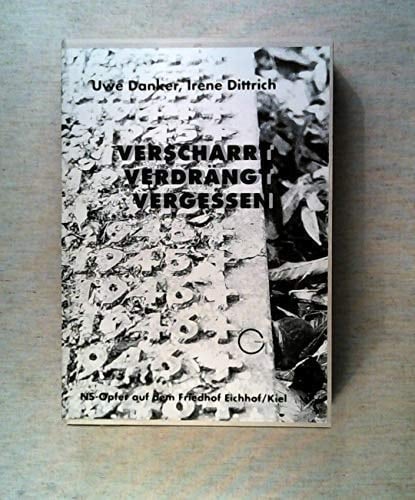 Uwe Danker, Irene Dittrich
VERSCHARRT
VERDRÄNGT
VERGESSEN
G
NS-Opfer auf dem Friedhof Eichhof/Kiel